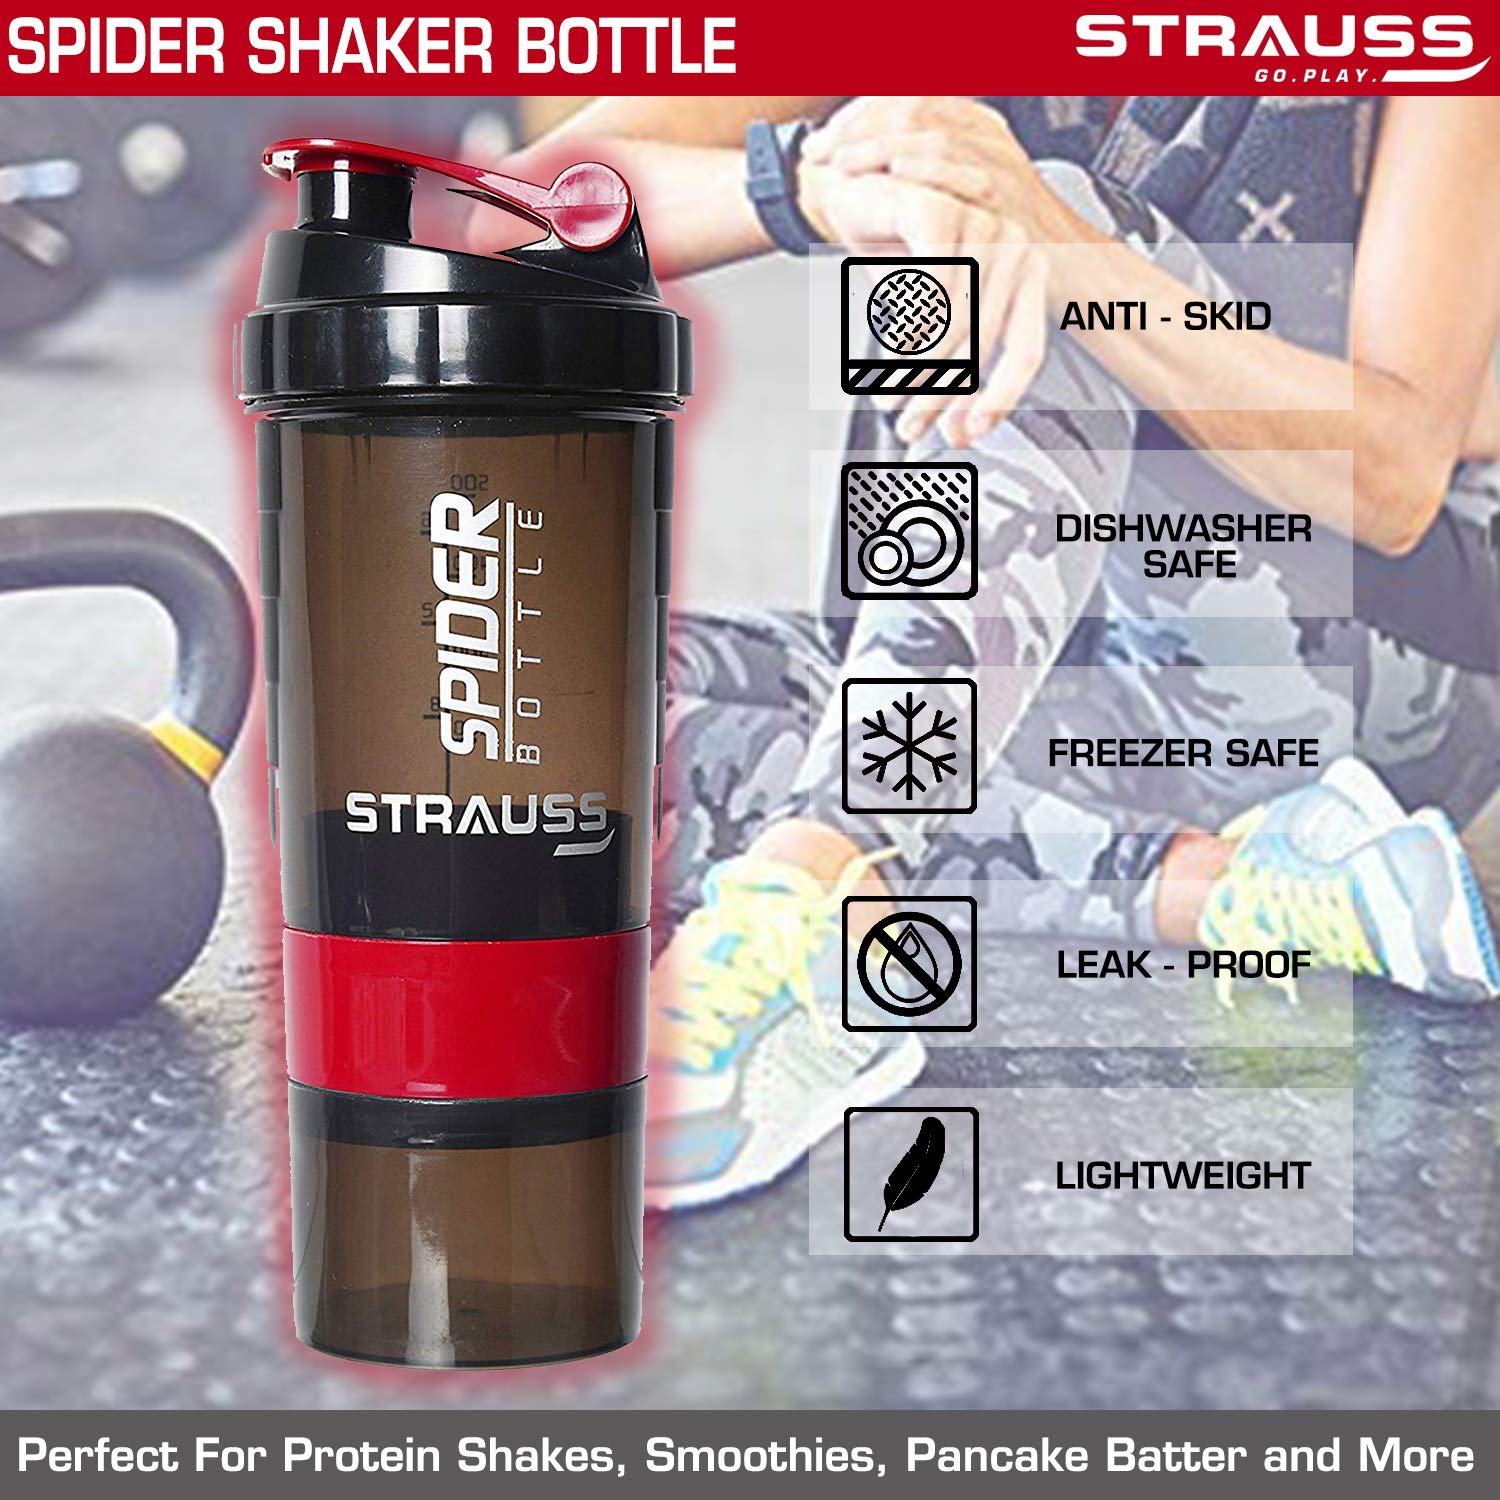 SPIDER SHAKER BOTTLE
STRAUSS
GO.PLAY.
500
SPIDER
BOTTLE
STRAUSS
ANTI - SKID
DISHWASHER
SAFE
FREEZER SAFE
LEAK - PROOF
LIGHTWEIGHT
Perfect For Protein Shakes, Smoothies, Pancake Batter and More